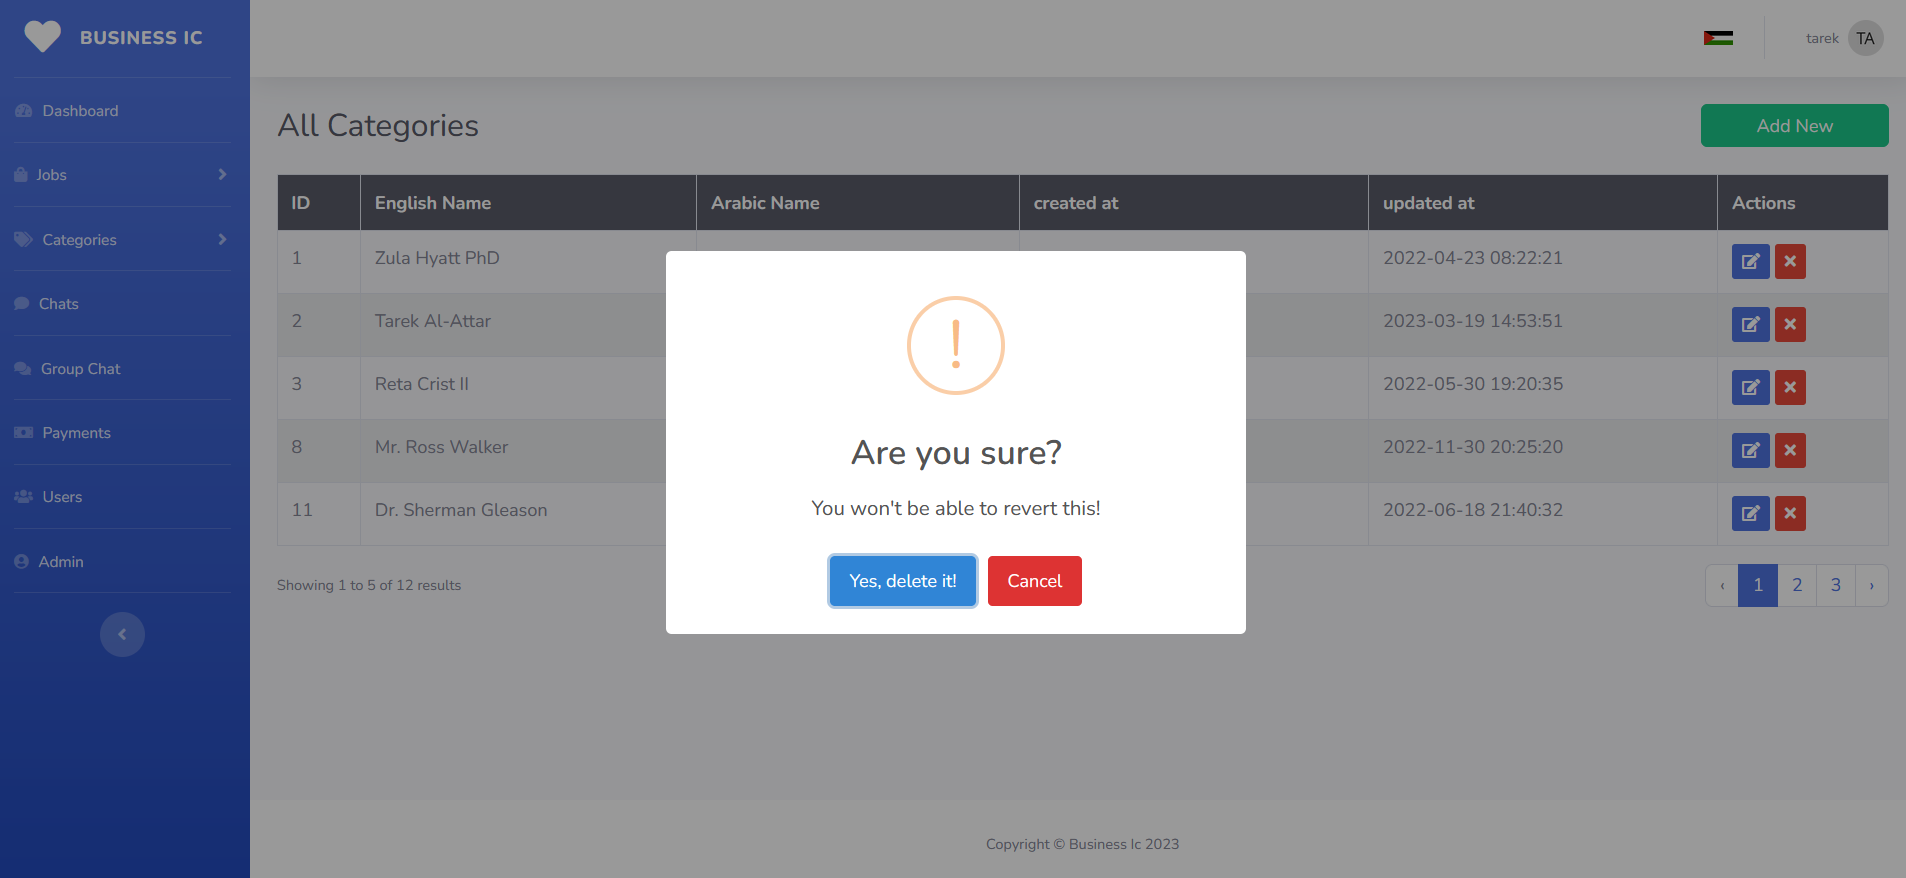 BUSINESS IC
tarek TA
Dashboard
Jobs
Categories
Chats
Group Chat
Payments
Users
Admin
All Categories
Add New
ID English Name Arabic Name created at updated at Actions
1 Zula Hyatt PhD 2022-04-23 08:22:21
2 Tarek Al-Attar 2023-03-19 14:53:51
3 Reta Crist II 2022-05-30 19:20:35
8 Mr. Ross Walker 2022-11-30 20:25:20
11 Dr. Sherman Gleason 2022-06-18 21:40:32
Showing 1 to 5 of 12 results
‹ 1 2 3 ›
!
Are you sure?
You won't be able to revert this!
Yes, delete it! Cancel
Copyright © Business Ic 2023